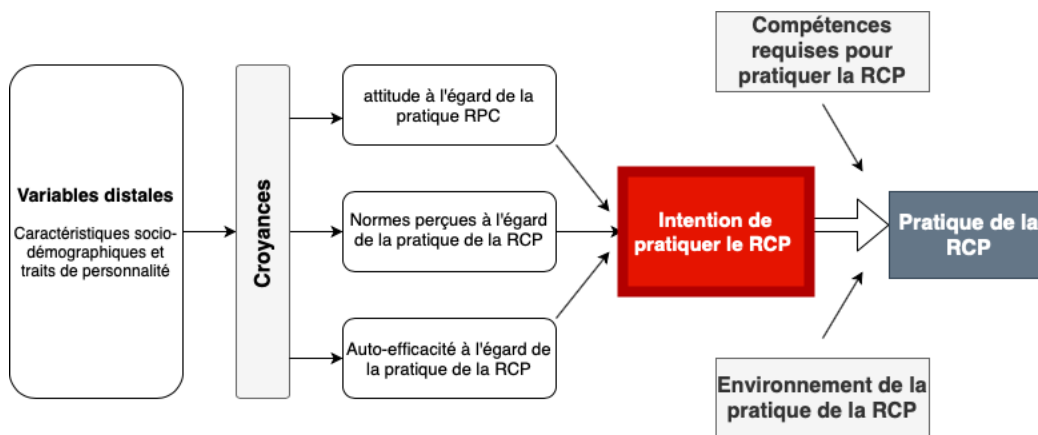 Variables distales
Caractéristiques socio-
démographiques et
traits de personnalité
Croyances
attitude à l'égard de la
pratique RPC
Normes perçues à l'égard
de la pratique de la RCP
Auto-efficacité à l'égard de
la pratique de la RCP
Intention de
pratiquer le RCP
Compétences
requises pour
pratiquer la RCP
Pratique de la
RCP
Environnement de la
pratique de la RCP